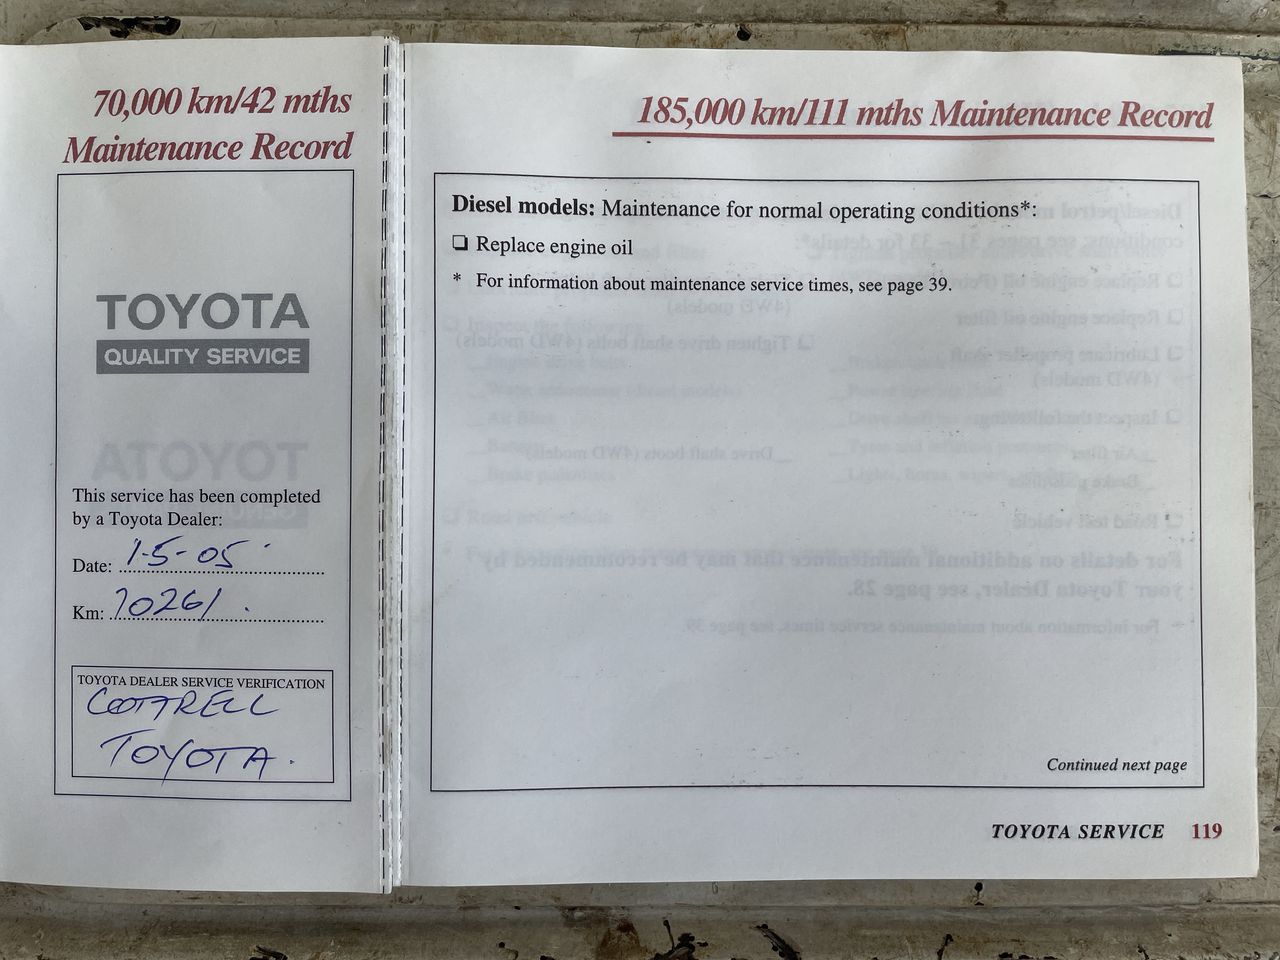 70,000 km/42 mths
Maintenance Record
TOYOTA
QUALITY SERVICE
This service has been completed
by a Toyota Dealer:
Date: 1-5-05
Km: 70261
TOYOTA DEALER SERVICE VERIFICATION
COTTRELL
TOYOTA.
185,000 km/111 mths Maintenance Record
Diesel models: Maintenance for normal operating conditions*:
❏ Replace engine oil
* For information about maintenance service times, see page 39.
Continued next page
TOYOTA SERVICE 119